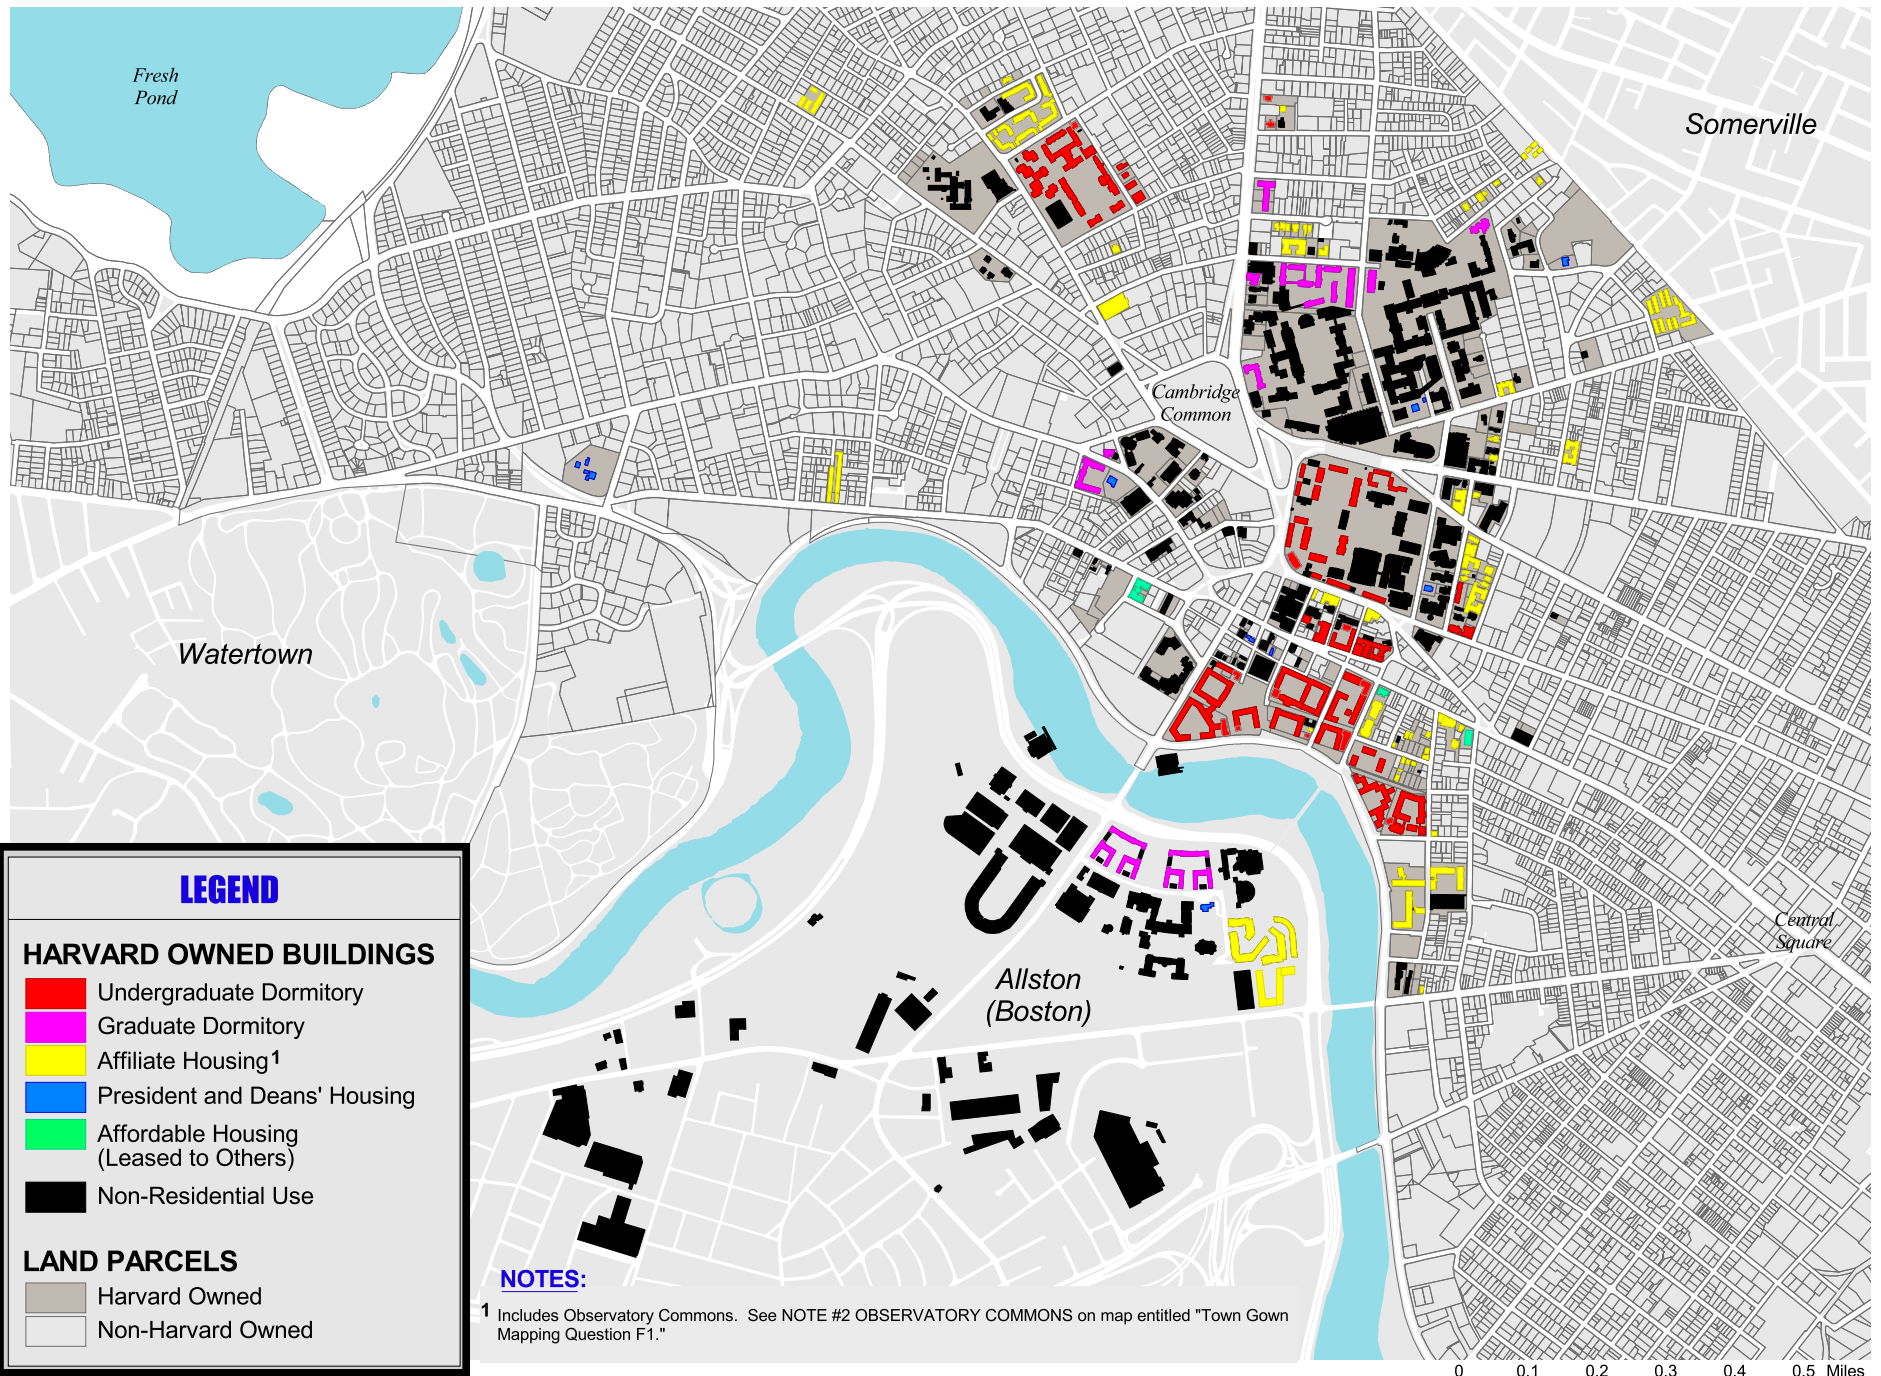 Fresh
Pond
Somerville
Cambridge
Common
Watertown
Central
Square
Allston
(Boston)
LEGEND
HARVARD OWNED BUILDINGS
Undergraduate Dormitory
Graduate Dormitory
Affiliate Housing1
President and Deans' Housing
Affordable Housing
(Leased to Others)
Non-Residential Use
LAND PARCELS
Harvard Owned
Non-Harvard Owned
NOTES:
1 Includes Observatory Commons. See NOTE #2 OBSERVATORY COMMONS on map entitled "Town Gown
Mapping Question F1."
0 0.1 0.2 0.3 0.4 0.5 Miles